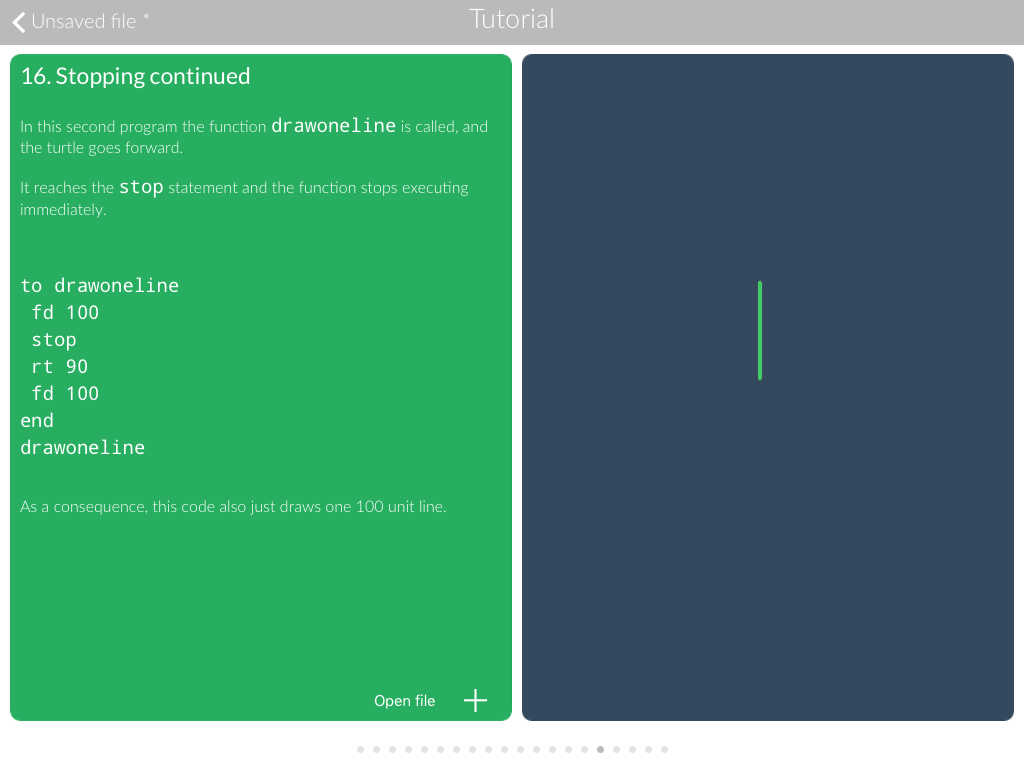 Unsaved file *
Tutorial
16. Stopping continued
In this second program the function drawoneline is called, and
the turtle goes forward.
It reaches the stop statement and the function stops executing
immediately.
to drawoneline
fd 100
stop
rt 90
fd 100
end
drawoneline
As a consequence, this code also just draws one 100 unit line.
Open file